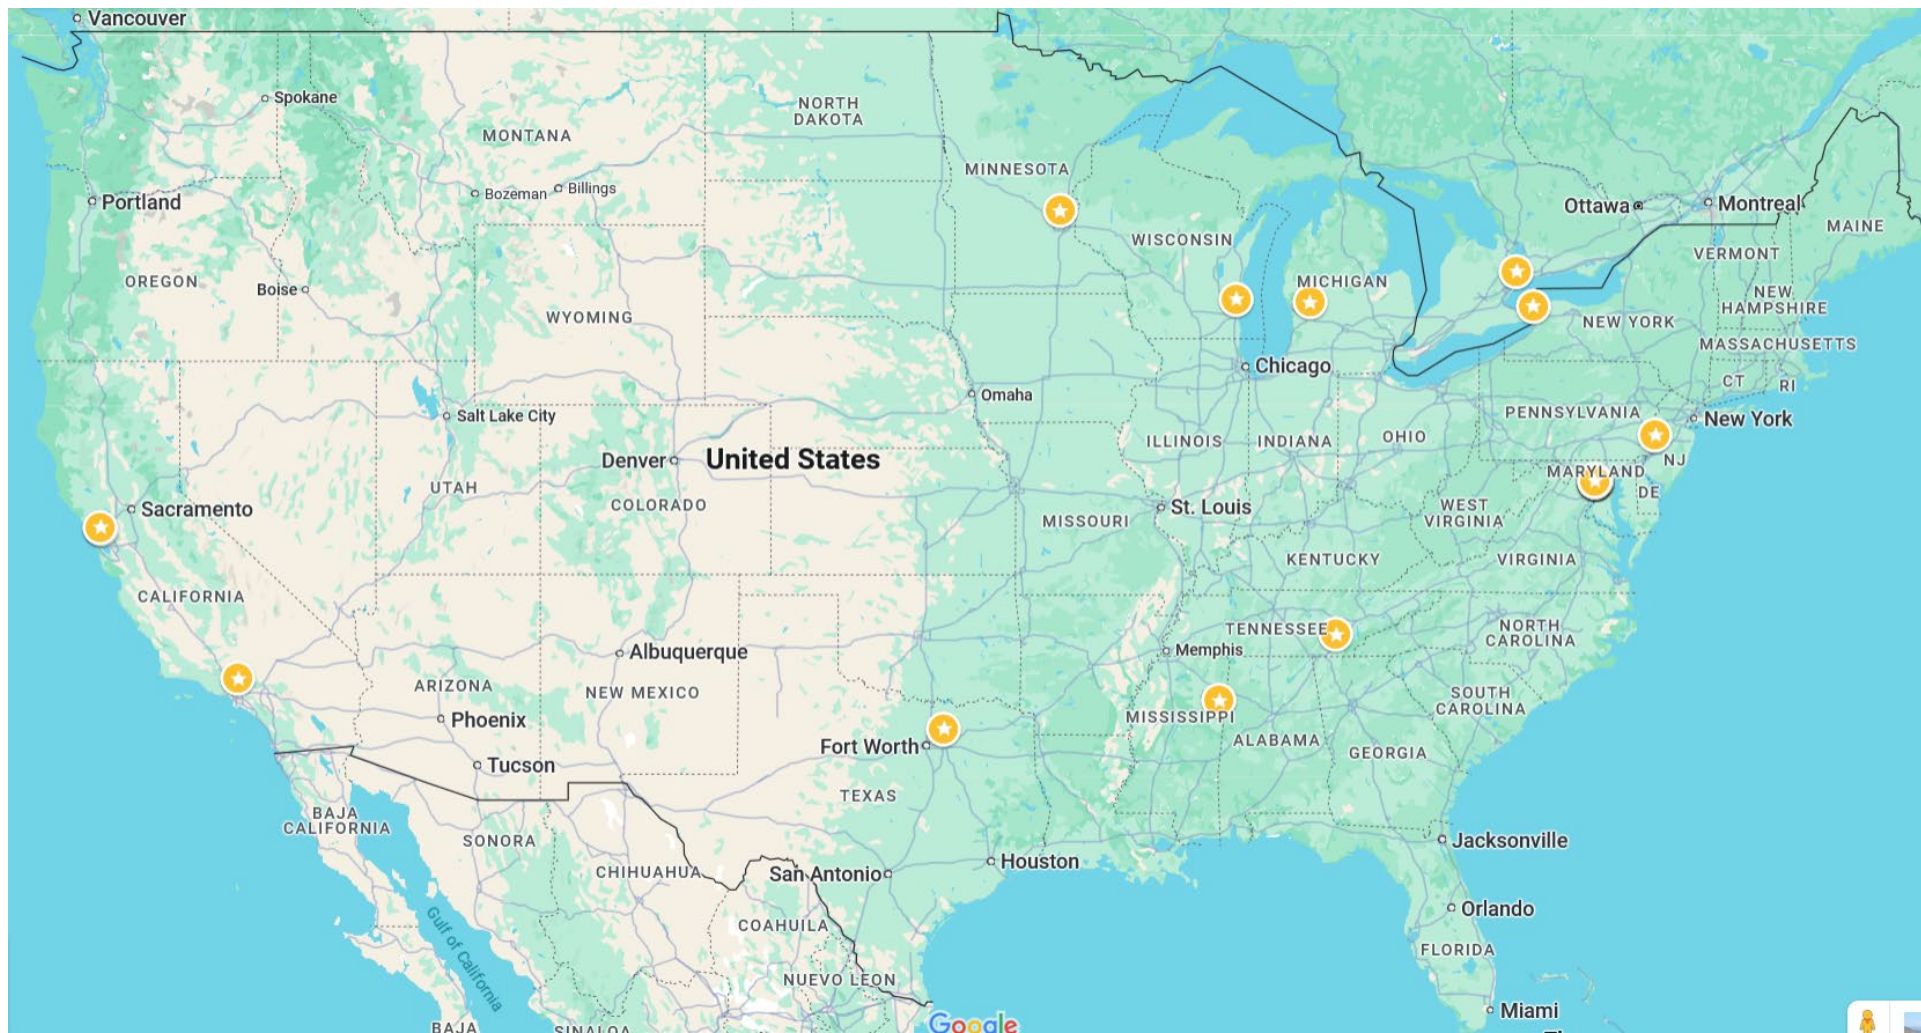 Vancouver
Spokane
NORTH
DAKOTA
MONTANA
MINNESOTA
Bozeman
Billings
Portland
Ottawa
Montreal
MAINE
WISCONSIN
VERMONT
OREGON
Boise
MICHIGAN
NEW
HAMPSHIRE
WYOMING
NEW YORK
MASSACHUSETTS
Chicago
CT
RI
Omaha
Salt Lake City
PENNSYLVANIA
New York
ILLINOIS
INDIANA
OHIO
Denver
United States
NJ
MARYLAND
UTAH
DE
COLORADO
Sacramento
St. Louis
WEST
VIRGINIA
MISSOURI
KENTUCKY
VIRGINIA
CALIFORNIA
TENNESSEE
NORTH
CAROLINA
Albuquerque
Memphis
ARIZONA
NEW MEXICO
SOUTH
CAROLINA
Phoenix
MISSISSIPPI
Fort Worth
ALABAMA
GEORGIA
Tucson
TEXAS
BAJA
CALIFORNIA
SONORA
Jacksonville
CHIHUAHUA
San Antonio
Houston
Gulf of California
COAHUILA
Orlando
FLORIDA
NUEVO LEON
Miami
Google
BAJA
SINALOA